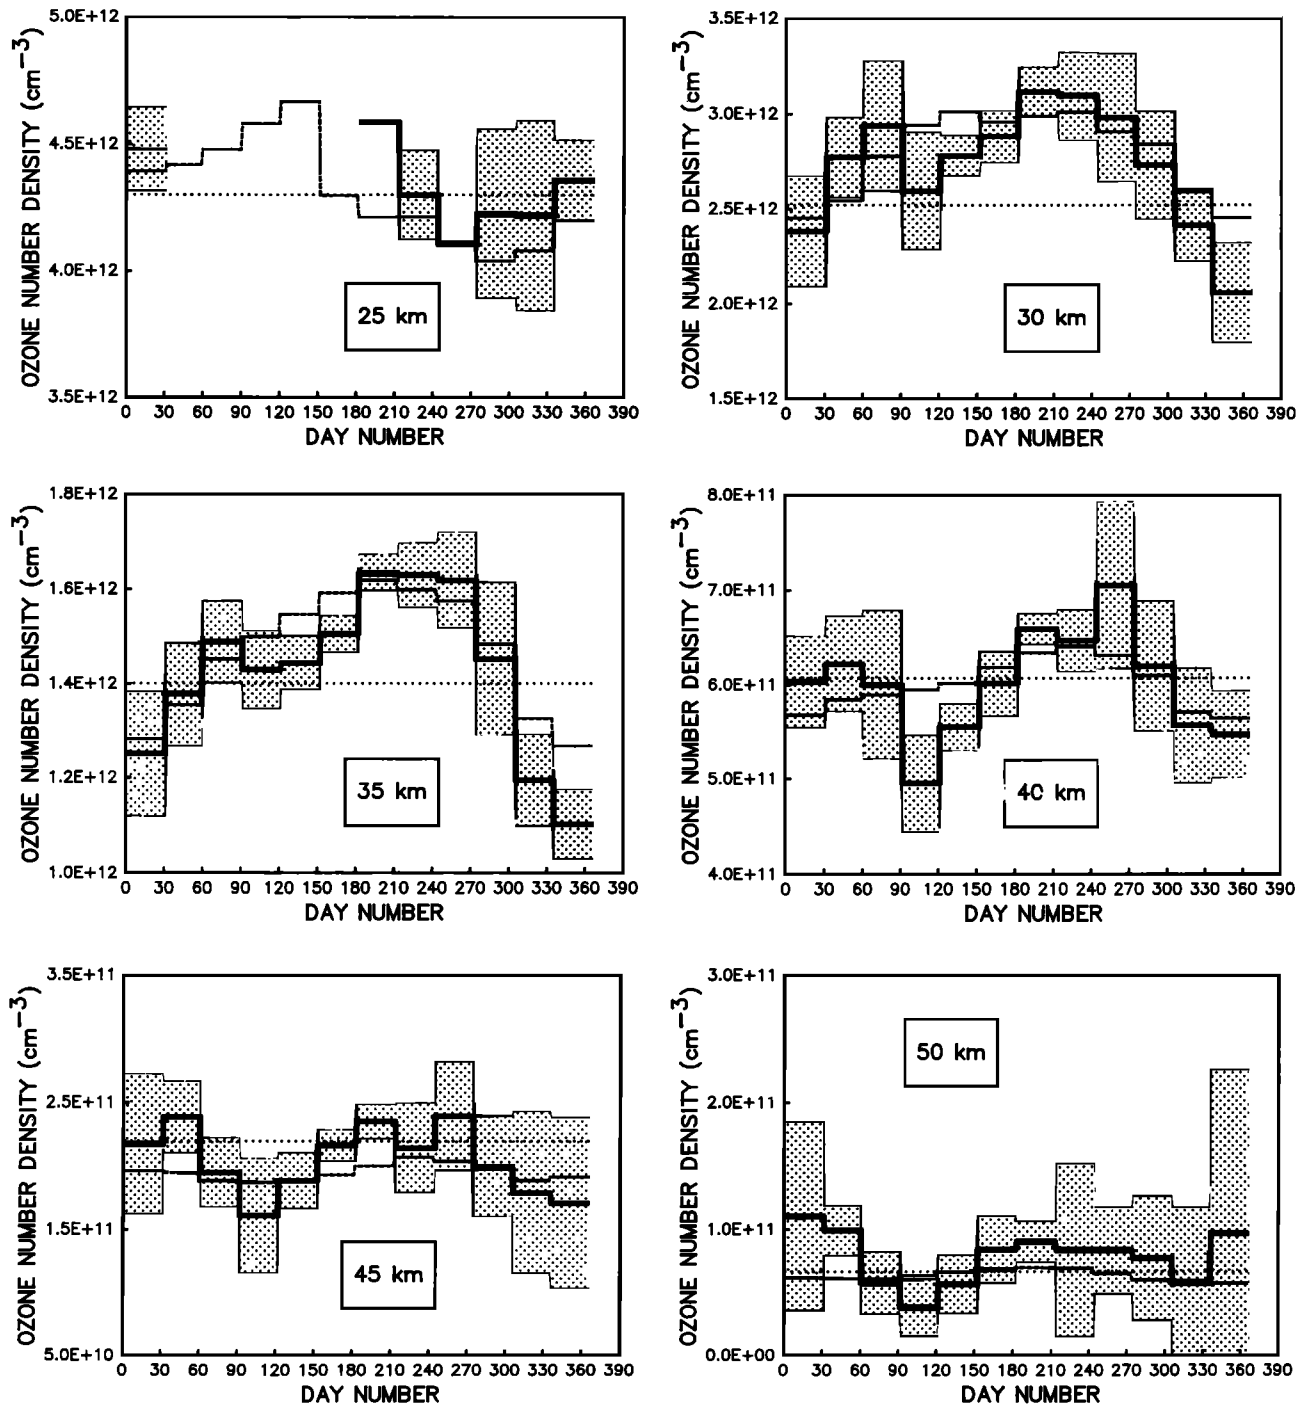 OZONE NUMBER DENSITY (cm−3)
5.0E+12
4.5E+12
4.0E+12
3.5E+12
25 km
0 30 60 90 120 150 180 210 240 270 300 330 360 390
DAY NUMBER
OZONE NUMBER DENSITY (cm−3)
3.5E+12
3.0E+12
2.5E+12
2.0E+12
1.5E+12
30 km
0 30 60 90 120 150 180 210 240 270 300 330 360 390
DAY NUMBER
OZONE NUMBER DENSITY (cm−3)
1.8E+12
1.6E+12
1.4E+12
1.2E+12
1.0E+12
35 km
0 30 60 90 120 150 180 210 240 270 300 330 360 390
DAY NUMBER
OZONE NUMBER DENSITY (cm−3)
8.0E+11
7.0E+11
6.0E+11
5.0E+11
4.0E+11
40 km
0 30 60 90 120 150 180 210 240 270 300 330 360 390
DAY NUMBER
OZONE NUMBER DENSITY (cm−3)
3.5E+11
2.5E+11
1.5E+11
5.0E+10
45 km
0 30 60 90 120 150 180 210 240 270 300 330 360 390
DAY NUMBER
OZONE NUMBER DENSITY (cm−3)
3.0E+11
2.0E+11
1.0E+11
0.0E+00
50 km
0 30 60 90 120 150 180 210 240 270 300 330 360 390
DAY NUMBER